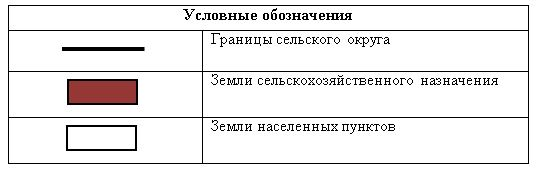 Условные обозначения
Границы сельского округа
Земли сельскохозяйственного назначения
Земли населенных пунктов